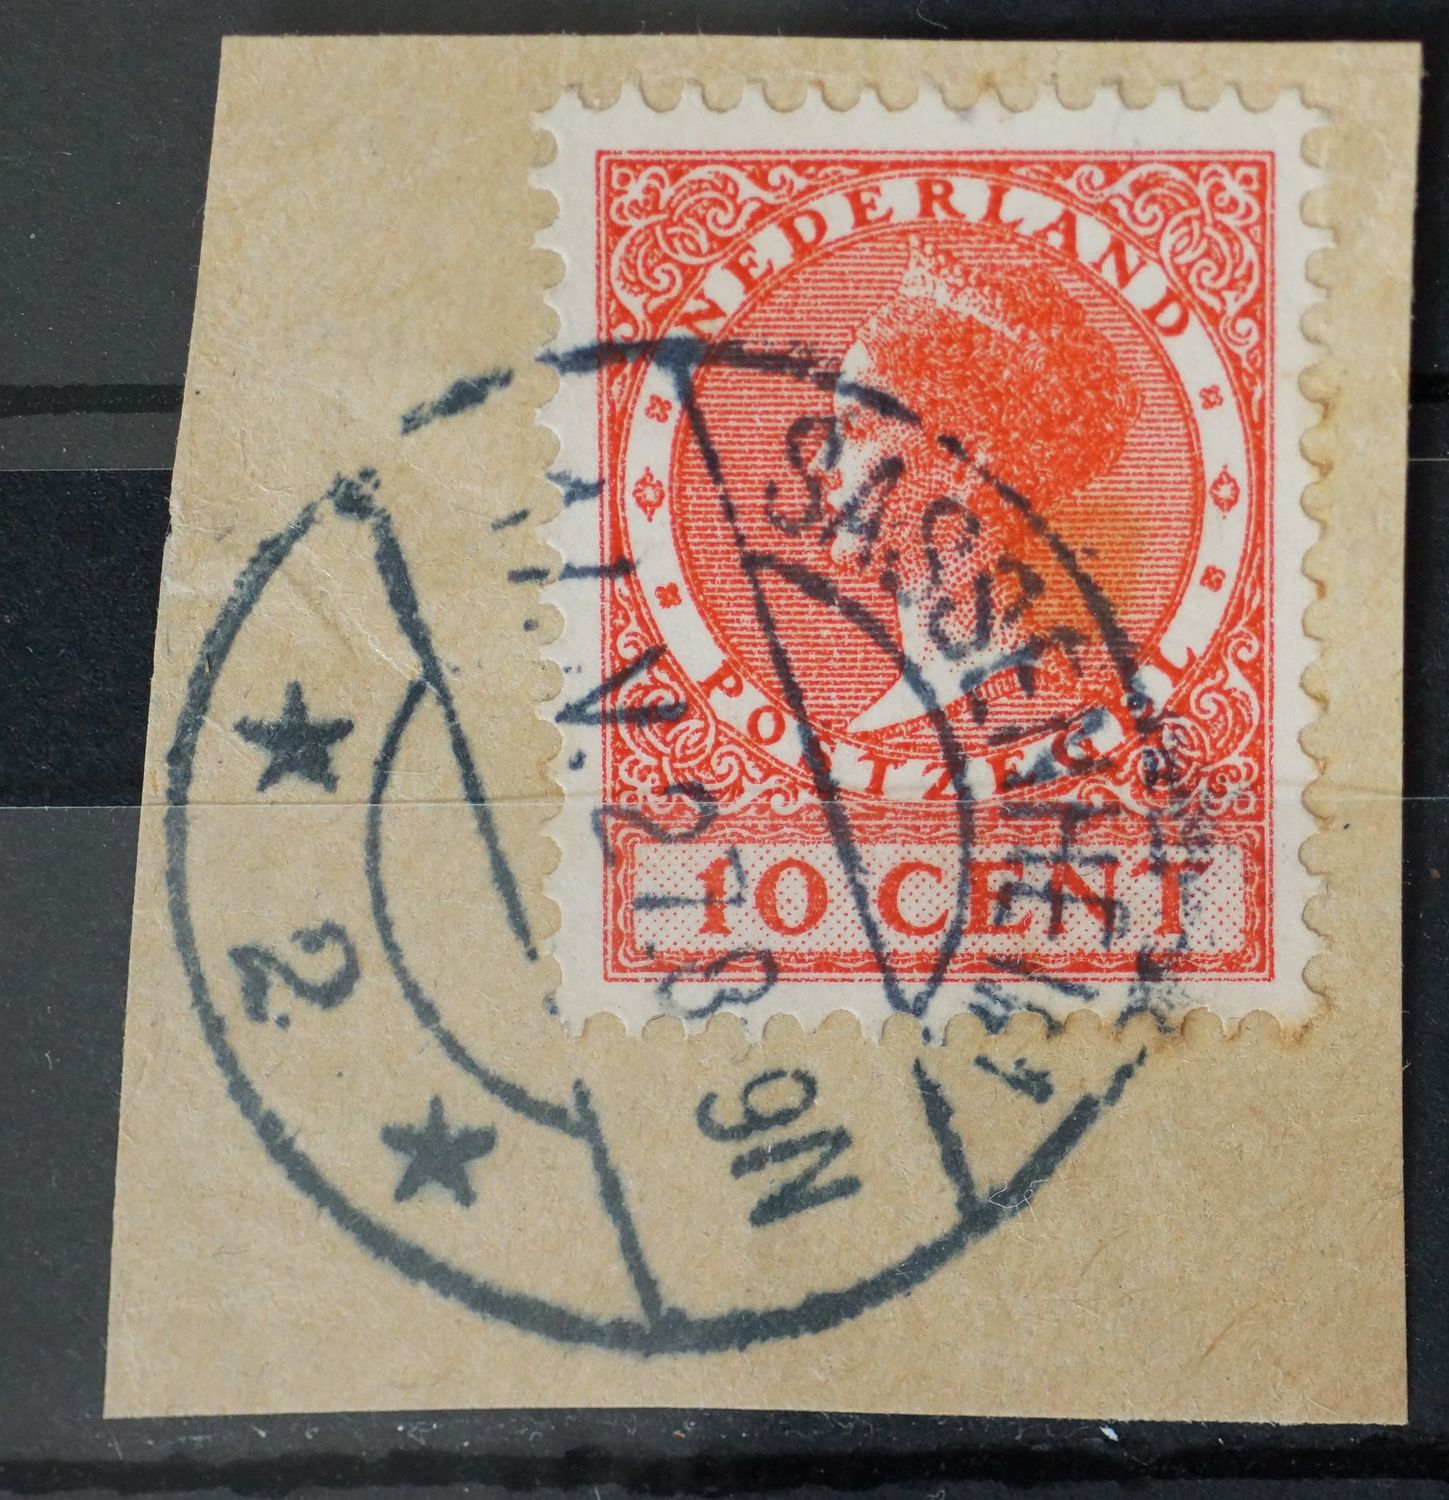 NEDERLAND
POSTZEGEL
10 CENT
SASSENHEIM
9N
★ 2 ★